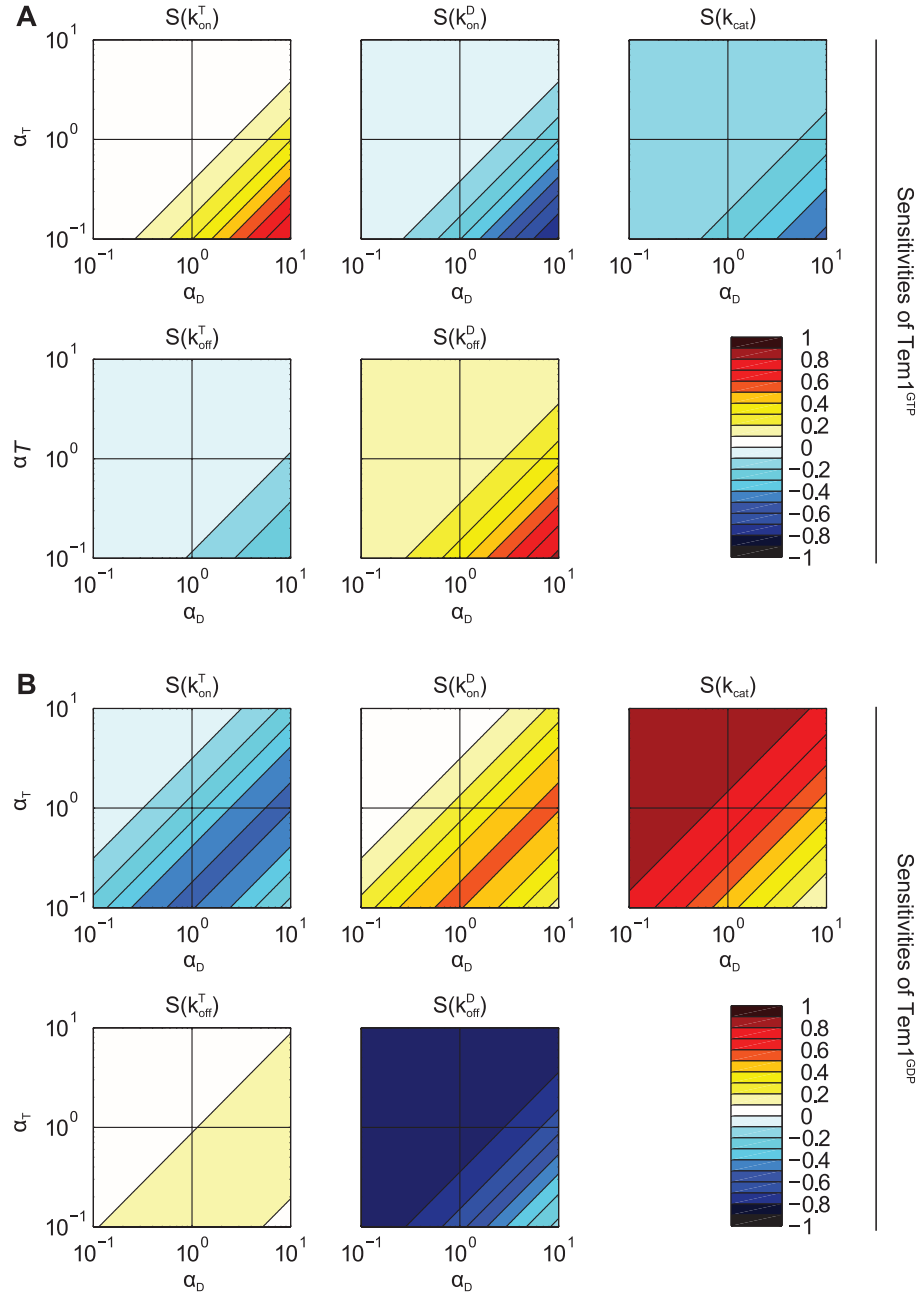 A
S(k_on^T) S(k_on^D) S(k_cat)
10^1
α_T 10^0
10^−1
10^−1 10^0 10^1 10^−1 10^0 10^1 10^−1 10^0 10^1
α_D α_D α_D
S(k_off^T) S(k_off^D)
10^1
αT 10^0
10^−1
10^−1 10^0 10^1 10^−1 10^0 10^1
α_D α_D
1
0.8
0.6
0.4
0.2
0
−0.2
−0.4
−0.6
−0.8
−1
Sensitivities of Tem1^GTP
B
S(k_on^T) S(k_on^D) S(k_cat)
10^1
α_T 10^0
10^−1
10^−1 10^0 10^1 10^−1 10^0 10^1 10^−1 10^0 10^1
α_D α_D α_D
S(k_off^T) S(k_off^D)
10^1
α_T 10^0
10^−1
10^−1 10^0 10^1 10^−1 10^0 10^1
α_D α_D
1
0.8
0.6
0.4
0.2
0
−0.2
−0.4
−0.6
−0.8
−1
Sensitivities of Tem1^GDP